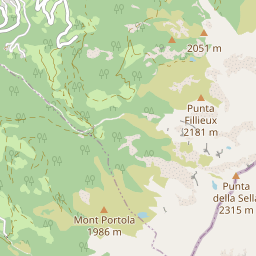 2051 m
Punta
Fillieux
2181 m
Punta
della Sella
2315 m
Mont Portola
1986 m